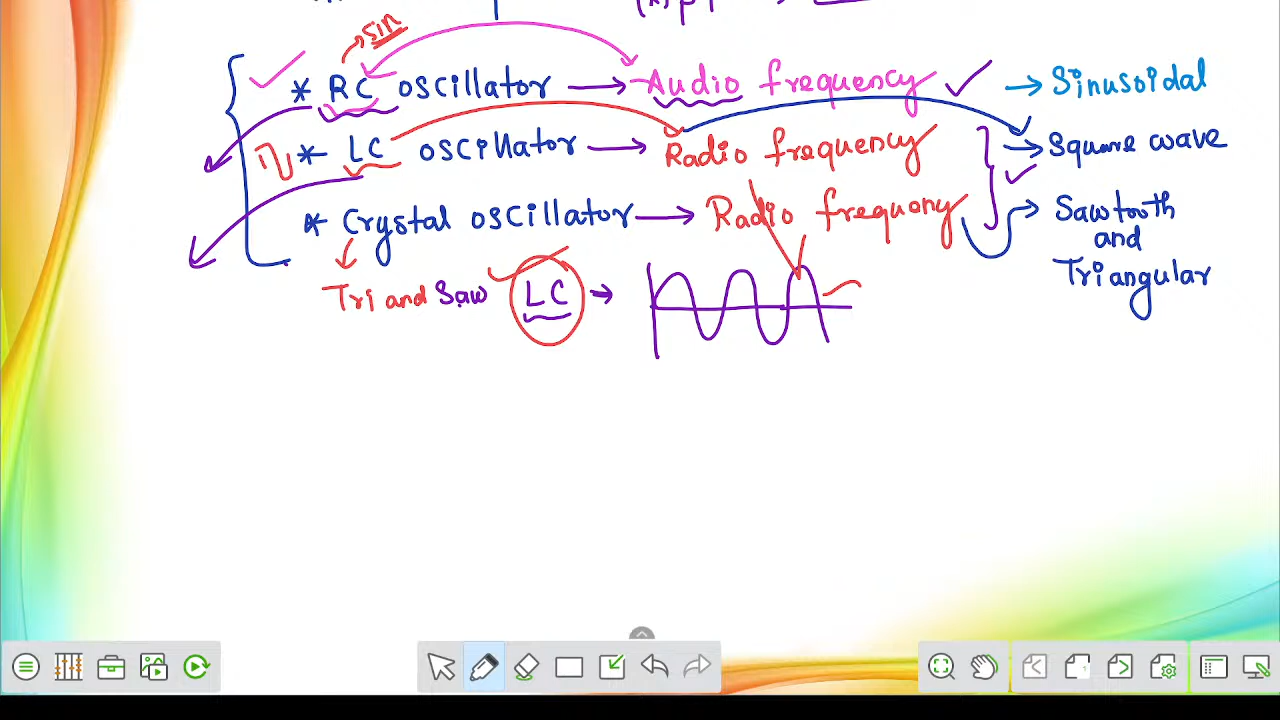 sin
* RC oscillator → Audio frequency → Sinusoidal
* LC oscillator → Radio frequency → Square wave
* Crystal oscillator → Radio frequency → Sawtooth
and
Triangular
Tri and Saw LC →